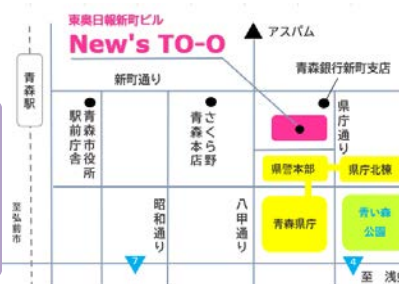 東奥日報新町ビル
New's TO-O
アスパム
青森銀行新町支店
新町通り
青森駅
青森市役所
駅前庁舎
さくら野
青森本店
県庁通り
県警本部
県庁北棟
至弘前市
昭和通り
八甲通り
青森県庁
青い森
公園
7
4
至